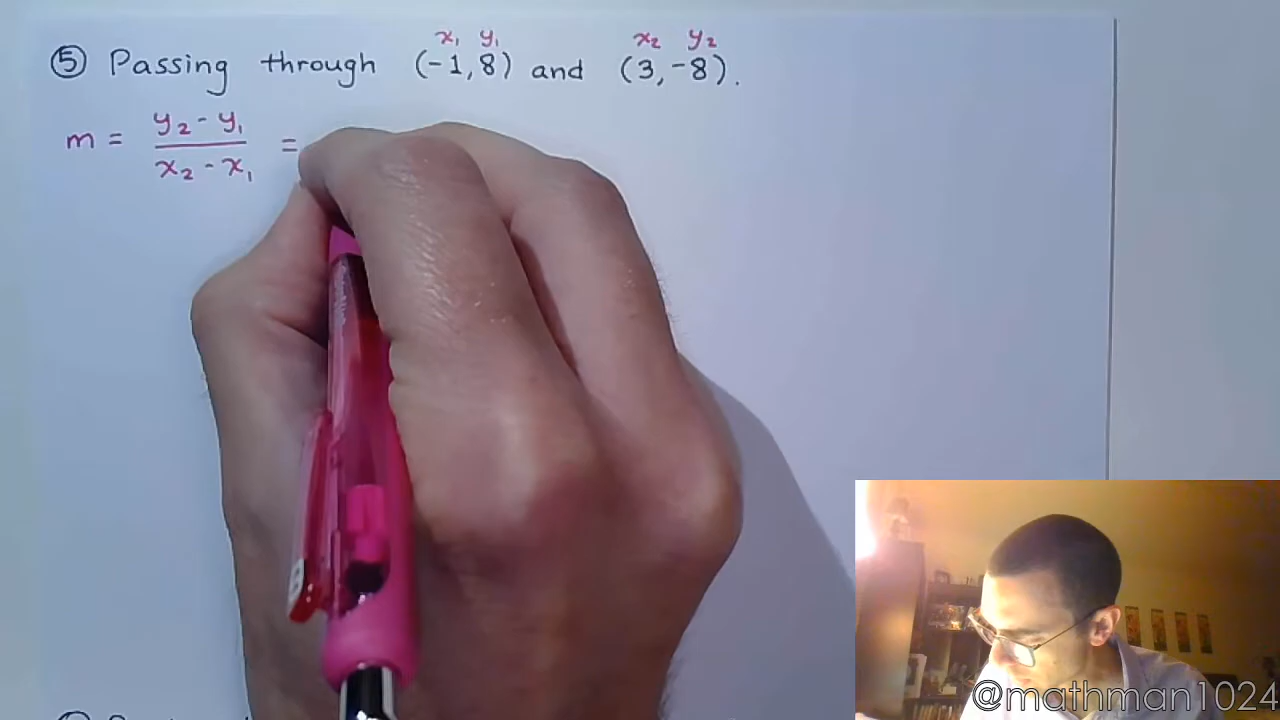 x₁ y₁ x₂ y₂
⑤ Passing through (-1, 8) and (3, -8).
m = y₂ - y₁ / x₂ - x₁ =
@mathman1024